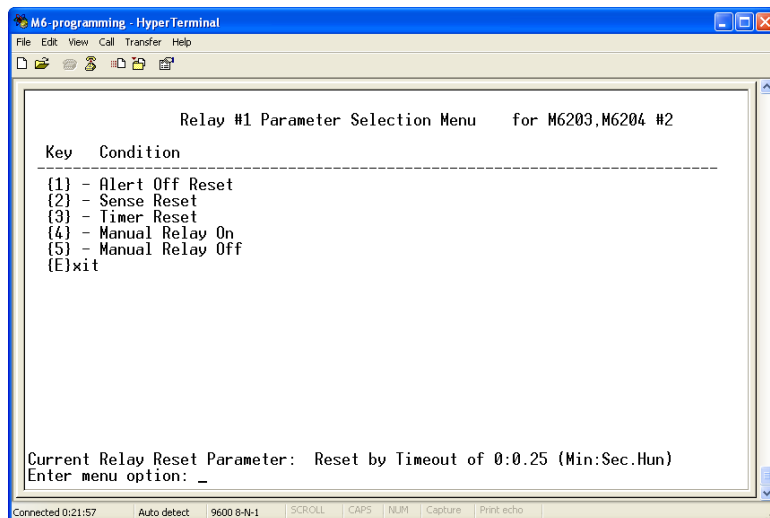 M6-programming - HyperTerminal
File Edit View Call Transfer Help
Relay #1 Parameter Selection Menu for M6203,M6204 #2
Key Condition
{1} - Alert Off Reset
{2} - Sense Reset
{3} - Timer Reset
{4} - Manual Relay On
{5} - Manual Relay Off
{E}xit
Current Relay Reset Parameter: Reset by Timeout of 0:0.25 (Min:Sec.Hun)
Enter menu option: _
Connected 0:21:57 Auto detect 9600 8-N-1 SCROLL CAPS NUM Capture Print echo